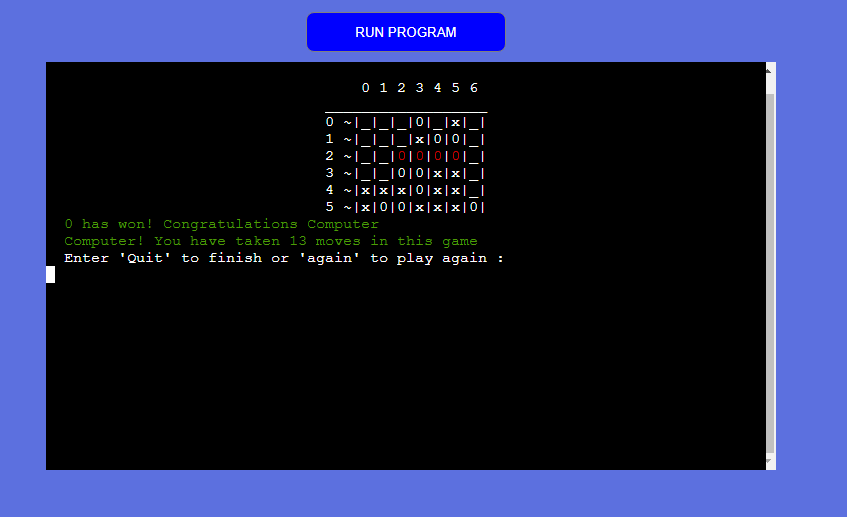 RUN PROGRAM
0 1 2 3 4 5 6
__________________
0 ~|_|_|_|0|_|x|_|
1 ~|_|_|_|x|0|0|_|
2 ~|_|_|0|0|0|0|_|
3 ~|_|_|0|0|x|x|_|
4 ~|x|x|x|0|x|x|_|
5 ~|x|0|0|x|x|x|0|
0 has won! Congratulations Computer
Computer! You have taken 13 moves in this game
Enter 'Quit' to finish or 'again' to play again :